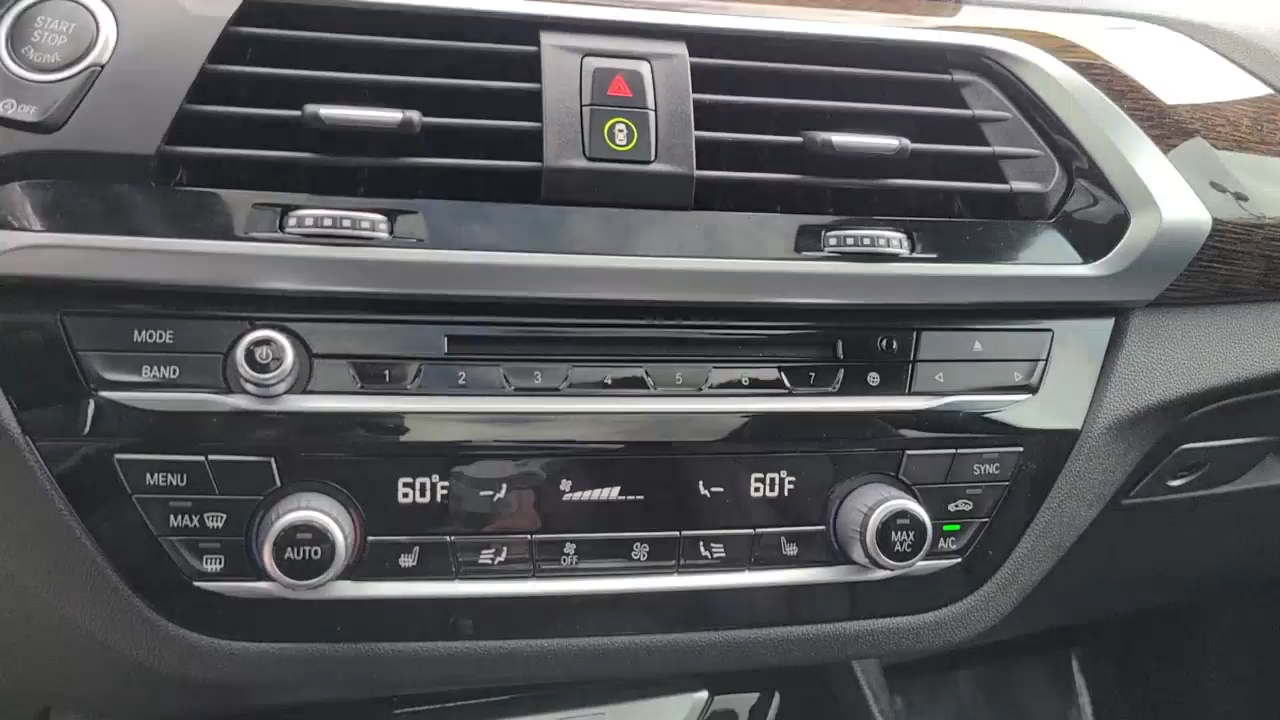 START
STOP
ENGINE
OFF
MODE
BAND
1 2 3 4 5 6 7
MENU
60°F
60°F
SYNC
MAX
AUTO
OFF
MAX
A/C
A/C